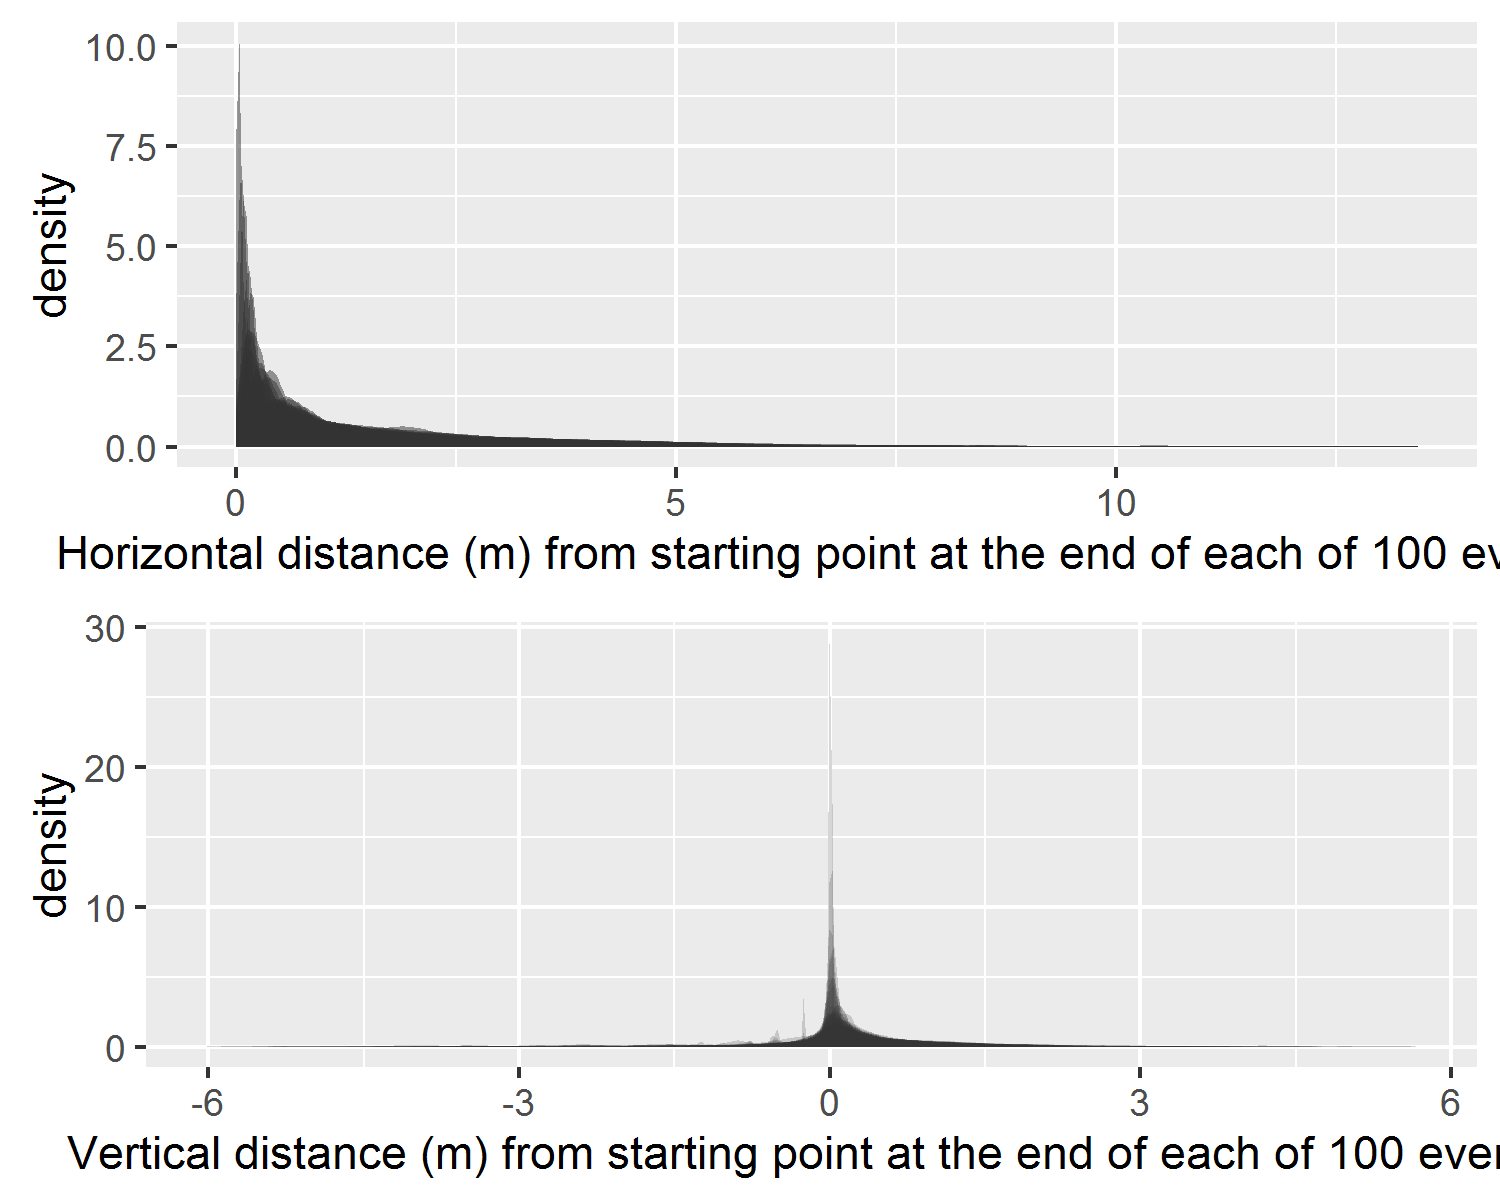 10.0
7.5
5.0
2.5
0.0
density
0 5 10
Horizontal distance (m) from starting point at the end of each of 100 ev
30
20
10
0
density
-6 -3 0 3 6
Vertical distance (m) from starting point at the end of each of 100 even